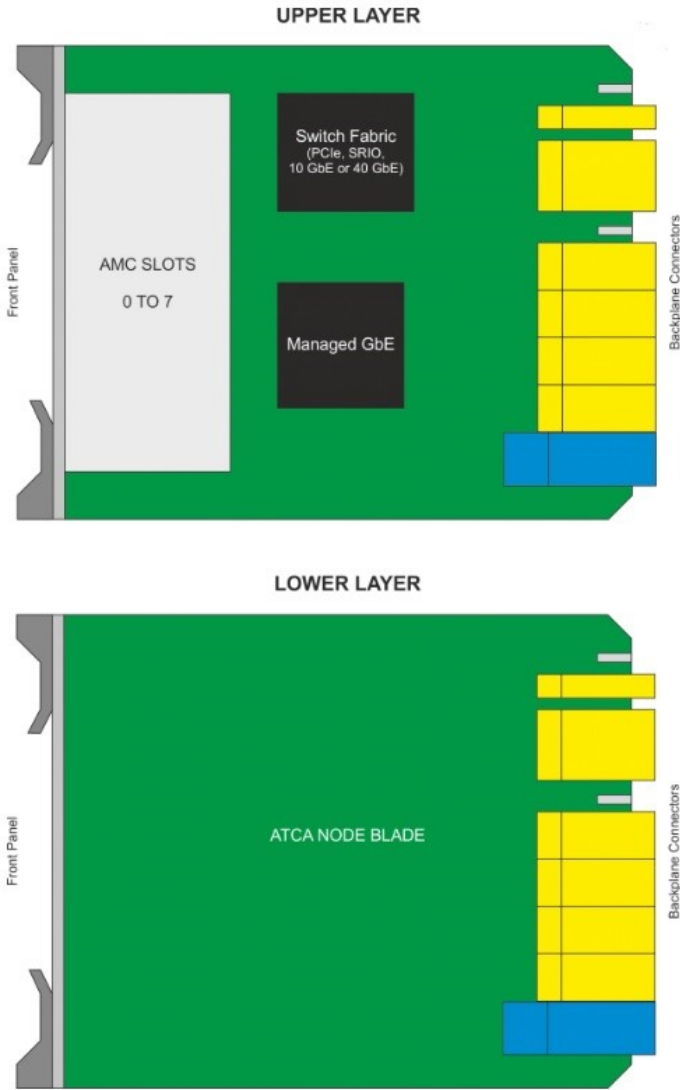 UPPER LAYER
Front Panel
AMC SLOTS
0 TO 7
Switch Fabric
(PCIe, SRIO,
10 GbE or 40 GbE)
Managed GbE
Backplane Connectors
LOWER LAYER
Front Panel
ATCA NODE BLADE
Backplane Connectors